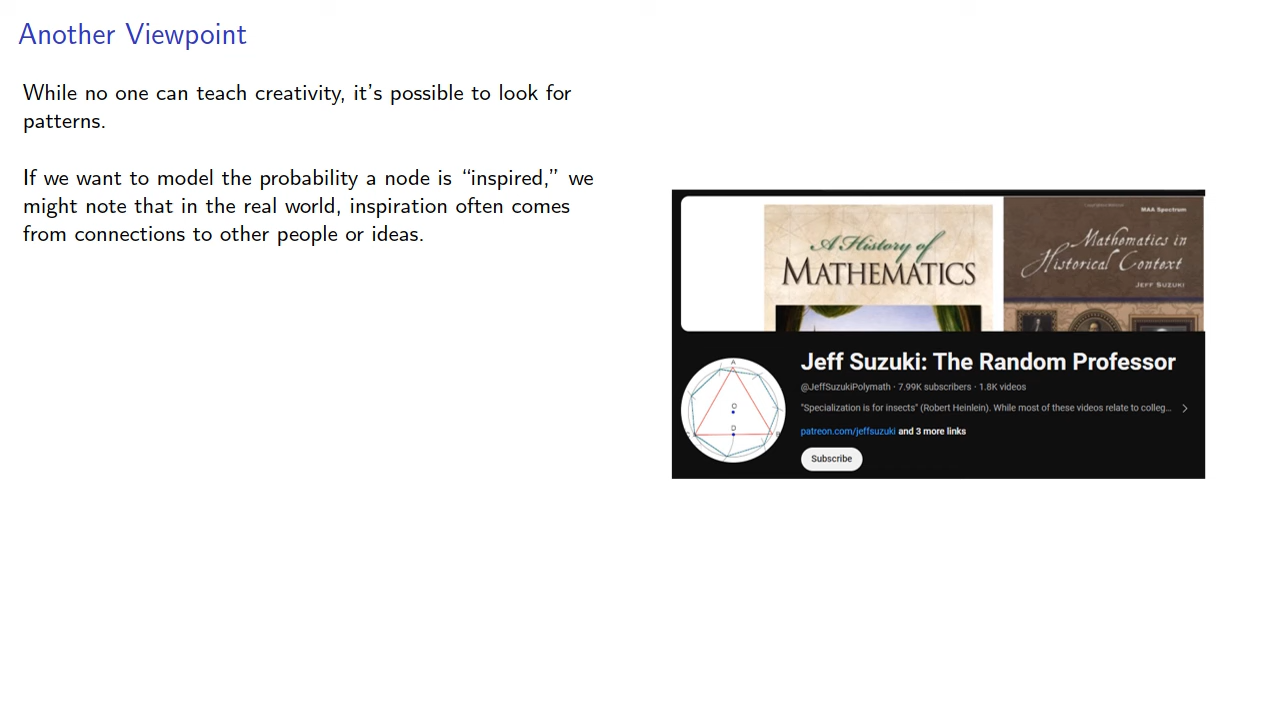 Another Viewpoint
While no one can teach creativity, it's possible to look for
patterns.
If we want to model the probability a node is “inspired,” we
might note that in the real world, inspiration often comes
from connections to other people or ideas.
A History of
MATHEMATICS
MAA Spectrum
Mathematics in
Historical Context
JEFF SUZUKI
A
O
D
Jeff Suzuki: The Random Professor
@JeffSuzukiPolymath · 7.99K subscribers · 1.8K videos
"Specialization is for insects" (Robert Heinlein). While most of these videos relate to colleg...
patreon.com/jeffsuzuki and 3 more links
Subscribe